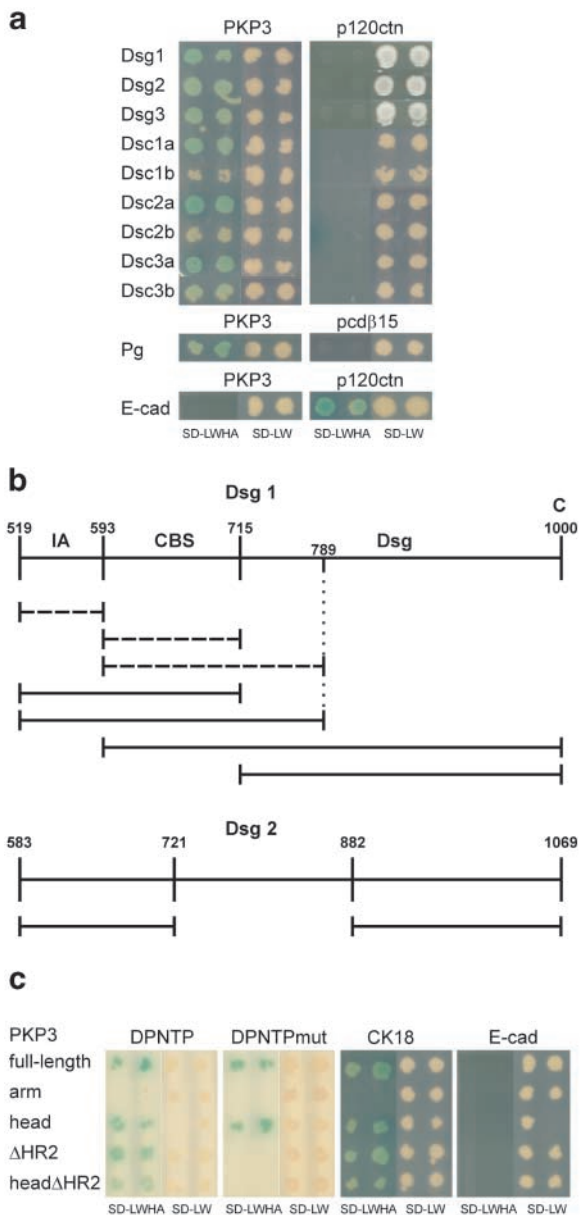 a
PKP3 p120ctn
Dsg1
Dsg2
Dsg3
Dsc1a
Dsc1b
Dsc2a
Dsc2b
Dsc3a
Dsc3b
PKP3 pcdβ15
Pg
PKP3 p120ctn
E-cad
SD-LWHA SD-LW SD-LWHA SD-LW
b
Dsg 1
C
519 593 715 789 1000
IA CBS Dsg
Dsg 2
583 721 882 1069
c
PKP3 DPNTP DPNTPmut CK18 E-cad
full-length
arm
head
ΔHR2
headΔHR2
SD-LWHA SD-LW SD-LWHA SD-LW SD-LWHA SD-LW SD-LWHA SD-LW